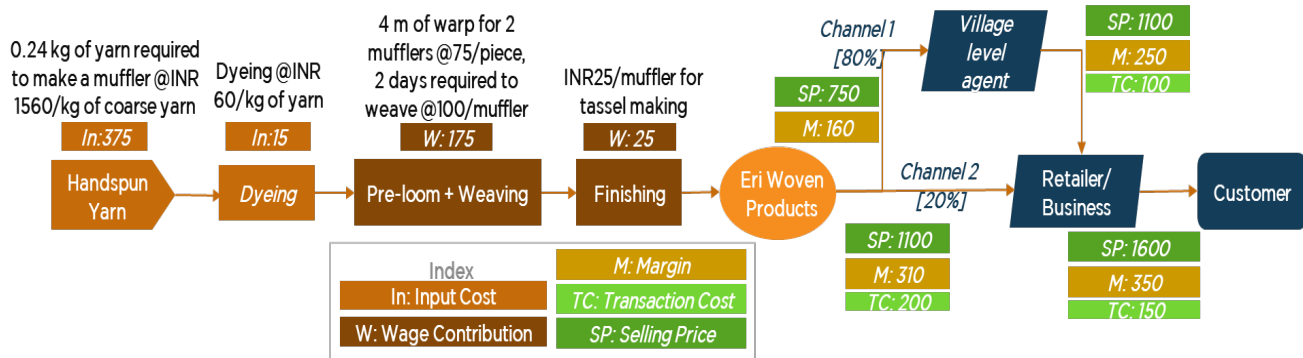 0.24 kg of yarn required
to make a muffler @INR
1560/kg of coarse yarn
In:375
Handspun
Yarn
Dyeing @INR
60/kg of yarn
In:15
Dyeing
4 m of warp for 2
mufflers @75/piece,
2 days required to
weave @100/muffler
W: 175
Pre-loom + Weaving
INR25/muffler for
tassel making
W: 25
Finishing
SP: 750
M: 160
Eri Woven
Products
Channel 1
[80%]
Village
level
agent
SP: 1100
M: 250
TC: 100
Channel 2
[20%]
SP: 1100
M: 310
TC: 200
Retailer/
Business
SP: 1600
M: 350
TC: 150
Customer
Index
In: Input Cost
W: Wage Contribution
M: Margin
TC: Transaction Cost
SP: Selling Price